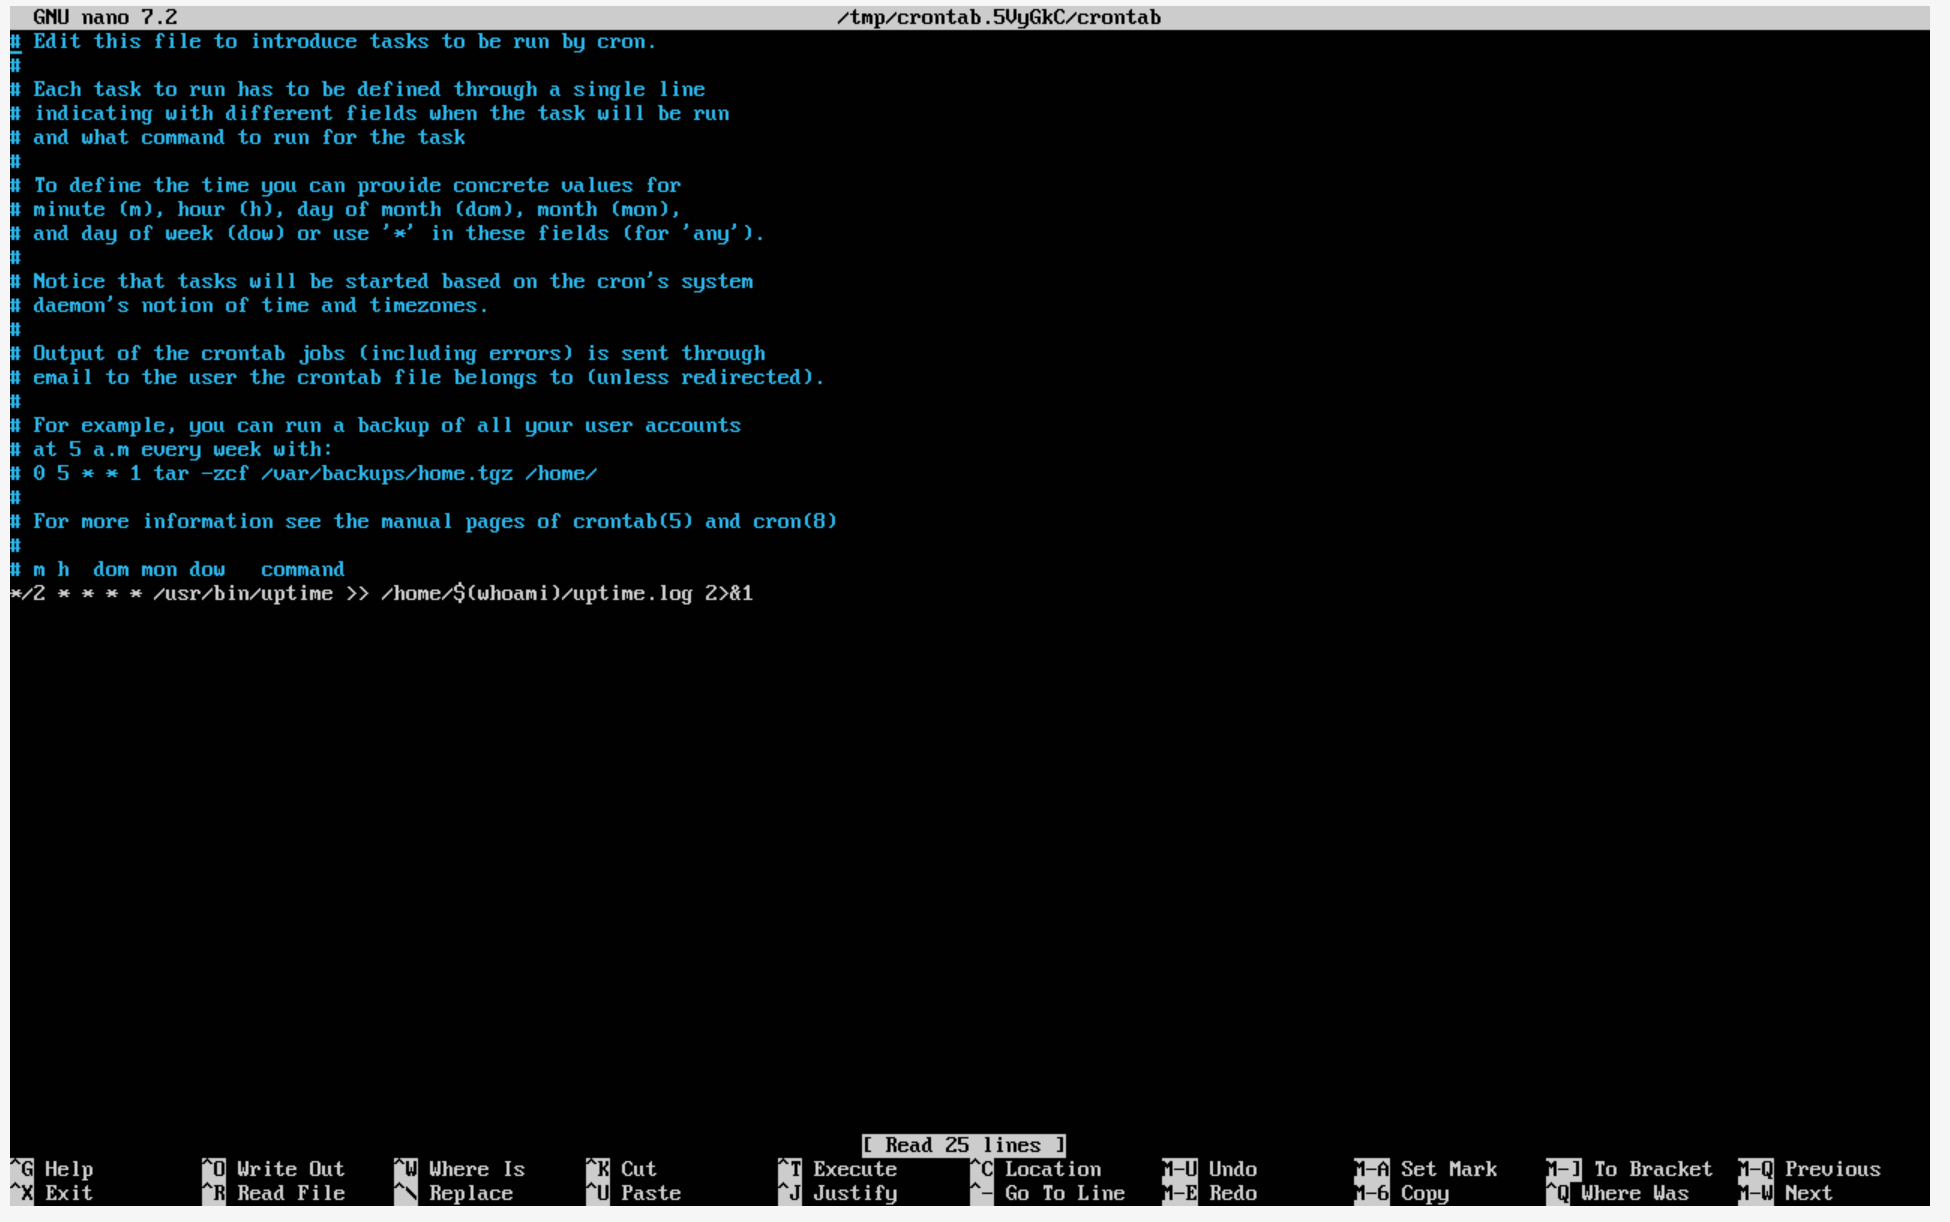 GNU nano 7.2 /tmp/crontab.5VyGkC/crontab
# Edit this file to introduce tasks to be run by cron.
#
# Each task to run has to be defined through a single line
# indicating with different fields when the task will be run
# and what command to run for the task
#
# To define the time you can provide concrete values for
# minute (m), hour (h), day of month (dom), month (mon),
# and day of week (dow) or use '*' in these fields (for 'any').
#
# Notice that tasks will be started based on the cron's system
# daemon's notion of time and timezones.
#
# Output of the crontab jobs (including errors) is sent through
# email to the user the crontab file belongs to (unless redirected).
#
# For example, you can run a backup of all your user accounts
# at 5 a.m every week with:
# 0 5 * * 1 tar -zcf /var/backups/home.tgz /home/
#
# For more information see the manual pages of crontab(5) and cron(8)
#
# m h  dom mon dow   command
*/2 * * * * /usr/bin/uptime >> /home/$(whoami)/uptime.log 2>&1
[ Read 25 lines ]
^G Help ^O Write Out ^W Where Is ^K Cut ^T Execute ^C Location M-U Undo M-A Set Mark M-] To Bracket M-Q Previous
^X Exit ^R Read File ^\ Replace ^U Paste ^J Justify ^- Go To Line M-E Redo M-6 Copy ^Q Where Was M-W Next